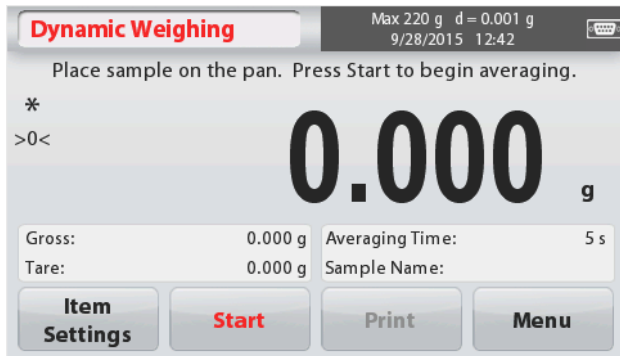 Dynamic Weighing
Max 220 g d = 0.001 g
9/28/2015 12:42
Place sample on the pan. Press Start to begin averaging.
*
>0<
0.000 g
Gross: 0.000 g
Tare: 0.000 g
Averaging Time: 5 s
Sample Name:
Item
Settings
Start
Print
Menu